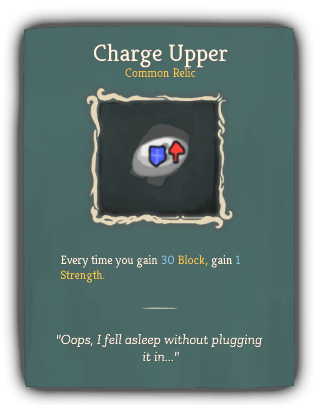 Charge Upper
Common Relic
Every time you gain 30 Block, gain 1
Strength.
"Oops, I fell asleep without plugging
it in..."